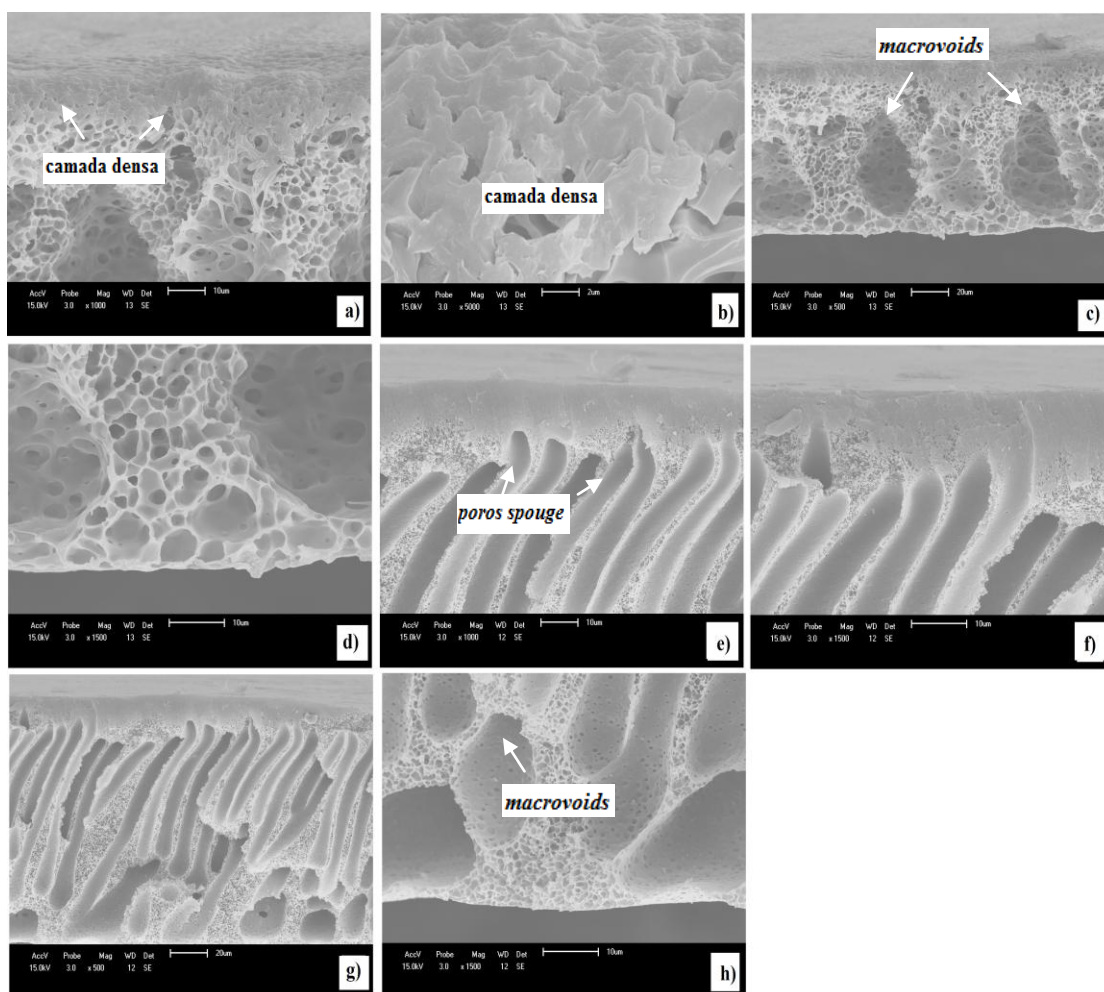 camada densa
AccV Probe Mag WD Det 10um
15.0kV 3.0 x1000 13 SE
a)
camada densa
AccV Probe Mag WD Det 2um
15.0kV 3.0 x5000 13 SE
b)
macrovoids
AccV Probe Mag WD Det 20um
15.0kV 3.0 x500 13 SE
c)
AccV Probe Mag WD Det 10um
15.0kV 3.0 x1500 13 SE
d)
poros spouge
AccV Probe Mag WD Det 10um
15.0kV 3.0 x1000 12 SE
e)
AccV Probe Mag WD Det 10um
15.0kV 3.0 x1500 12 SE
f)
AccV Probe Mag WD Det 20um
15.0kV 3.0 x500 12 SE
g)
macrovoids
AccV Probe Mag WD Det 10um
15.0kV 3.0 x1500 12 SE
h)